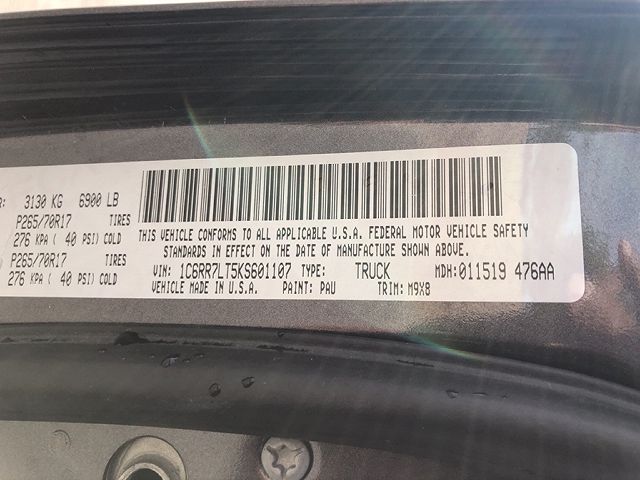 R: 3130 KG 6900 LB
P265/70R17 TIRES
276 KPA ( 40 PSI) COLD
P265/70R17 TIRES
276 KPA ( 40 PSI) COLD
THIS VEHICLE CONFORMS TO ALL APPLICABLE U.S.A. FEDERAL MOTOR VEHICLE SAFETY
STANDARDS IN EFFECT ON THE DATE OF MANUFACTURE SHOWN ABOVE.
VIN: 1C6RR7LT5KS601107 TYPE: TRUCK MDH: 011519 476AA
VEHICLE MADE IN U.S.A. PAINT: PAU TRIM: M9X8